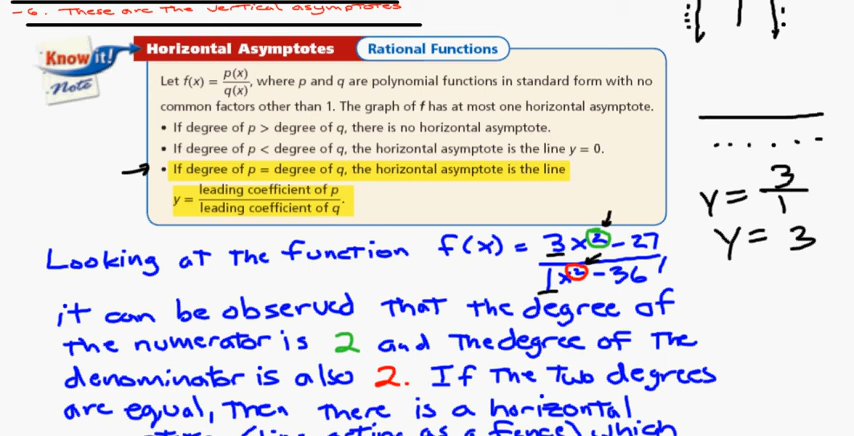 -6. These are the vertical asymptotes
Know it!
Note
Horizontal Asymptotes Rational Functions
Let f(x) = p(x)/q(x), where p and q are polynomial functions in standard form with no
common factors other than 1. The graph of f has at most one horizontal asymptote.
• If degree of p > degree of q, there is no horizontal asymptote.
• If degree of p < degree of q, the horizontal asymptote is the line y = 0.
• If degree of p = degree of q, the horizontal asymptote is the line
y = leading coefficient of p / leading coefficient of q.
y = 3/1
y = 3
Looking at the function f(x) = 3x²-27 / 1x²-36,
it can be observed that the degree of
the numerator is 2 and the degree of the
denominator is also 2. If the two degrees
are equal, then there is a horizontal
(line acting as a fence) which